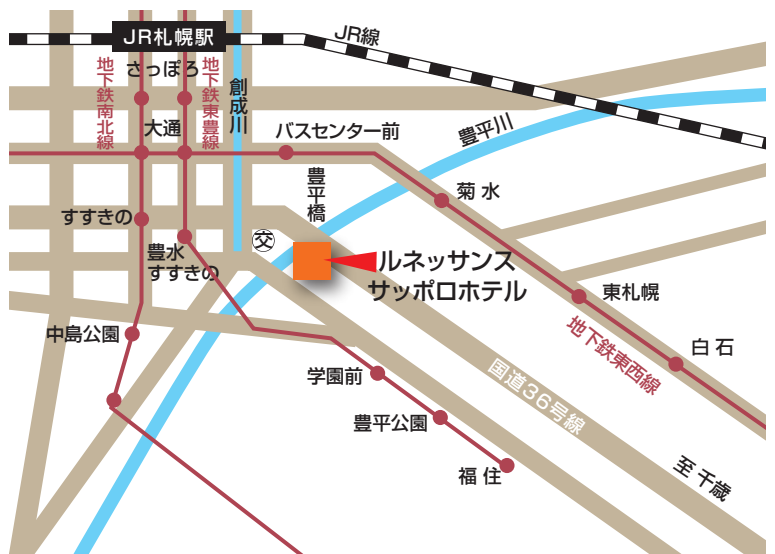 JR札幌駅
JR線
さっぽろ
地下鉄南北線
地下鉄東豊線
創成川
大通
バスセンター前
豊平川
菊水
豊平橋
すすきの
豊水
すすきの
交
ルネッサンス
サッポロホテル
東札幌
中島公園
地下鉄東西線
白石
学園前
国道36号線
豊平公園
福住
至 千歳